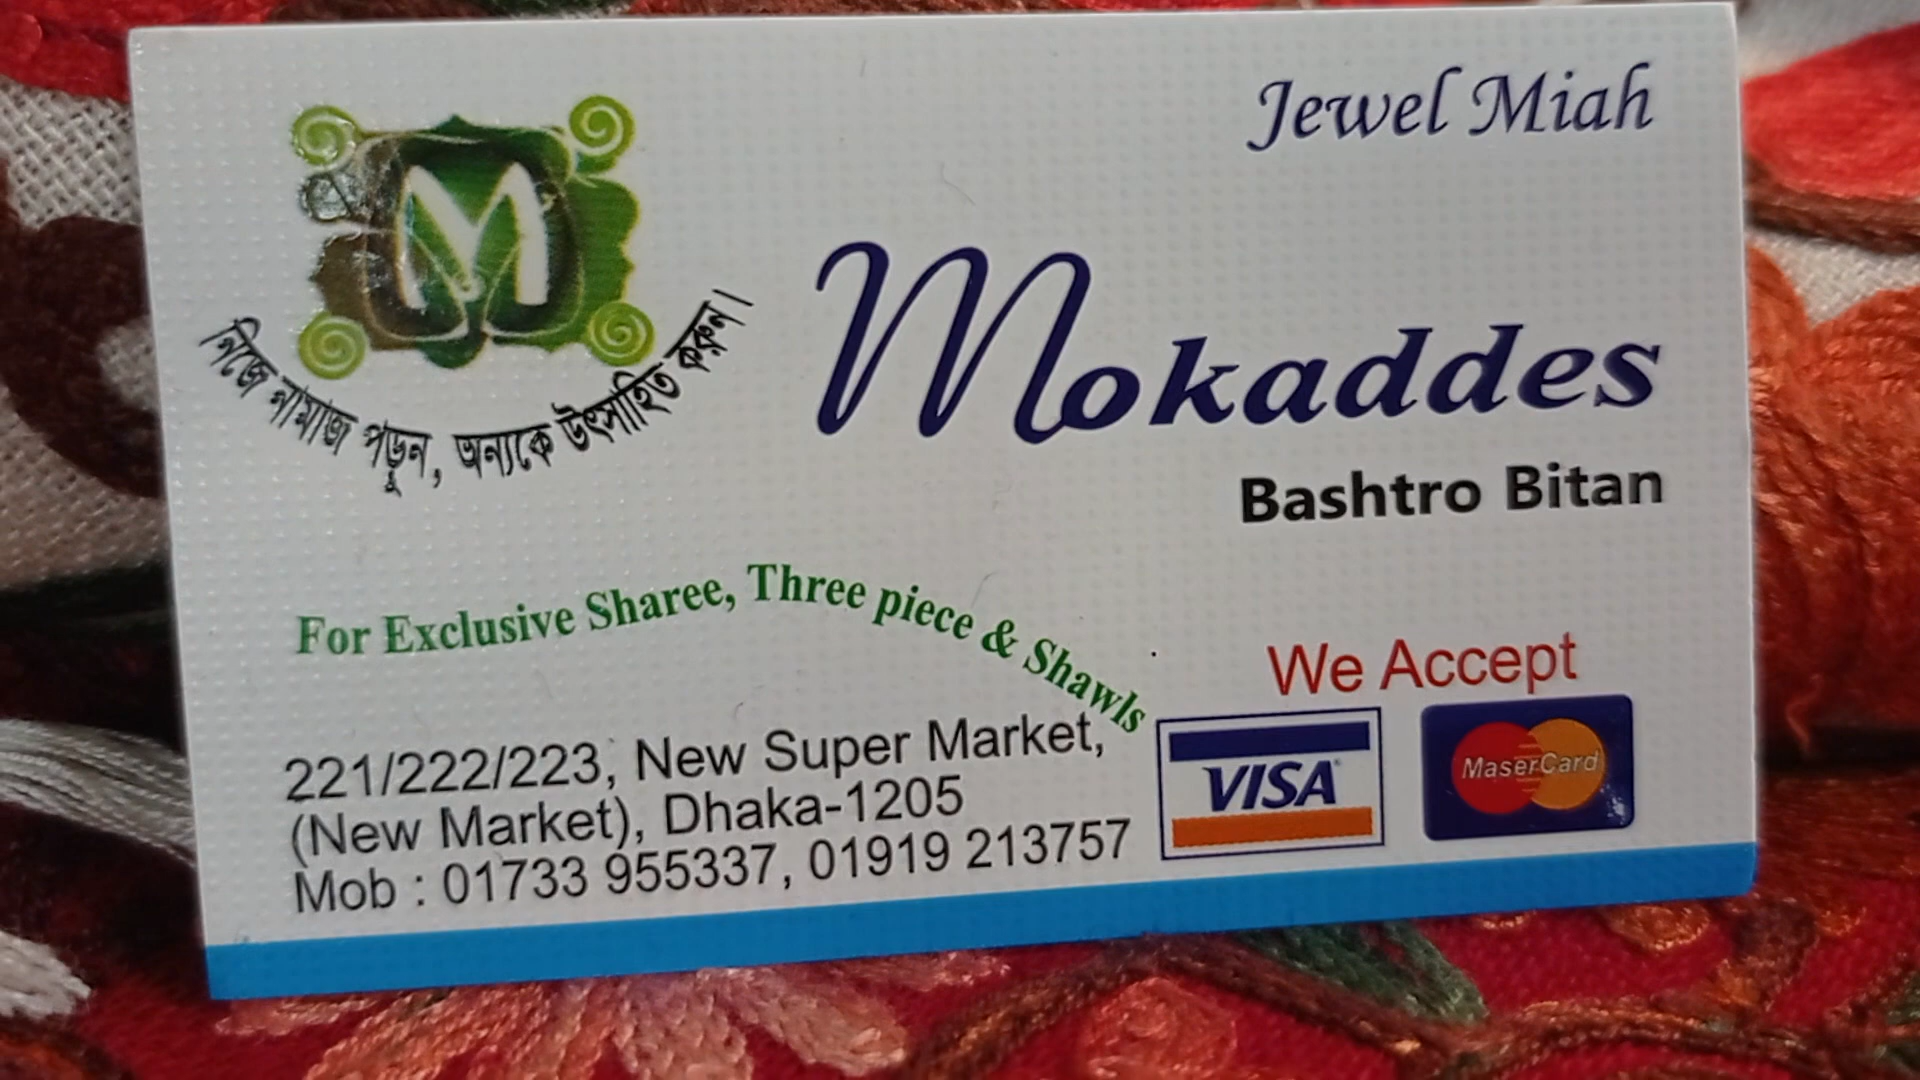 Jewel Miah
M
নিজে নামাজ পড়ুন, অন্যকে উৎসাহিত করুন।
Mokaddes
Bashtro Bitan
For Exclusive Sharee, Three piece & Shawls
221/222/223, New Super Market,
(New Market), Dhaka-1205
Mob : 01733 955337, 01919 213757
We Accept
VISA
MaserCard